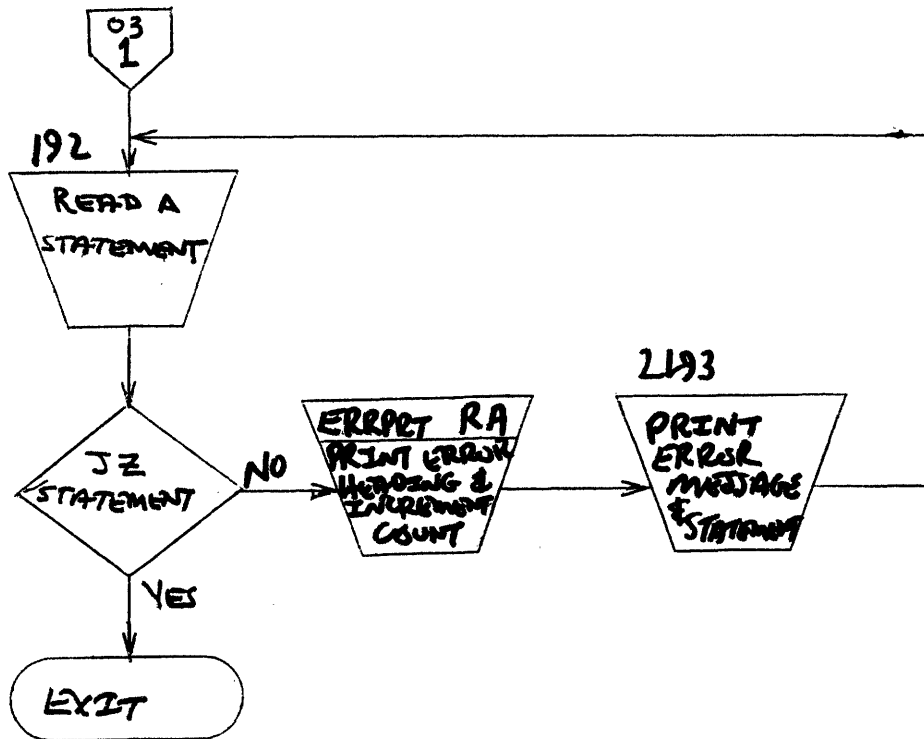 03
1
192
READ A
STATEMENT
JZ
STATEMENT
NO
YES
EXIT
ERRPRT RA
PRINT ERROR
HEADING &
INCREMENT
COUNT
2193
PRINT
ERROR
MESSAGE
& STATEMENT